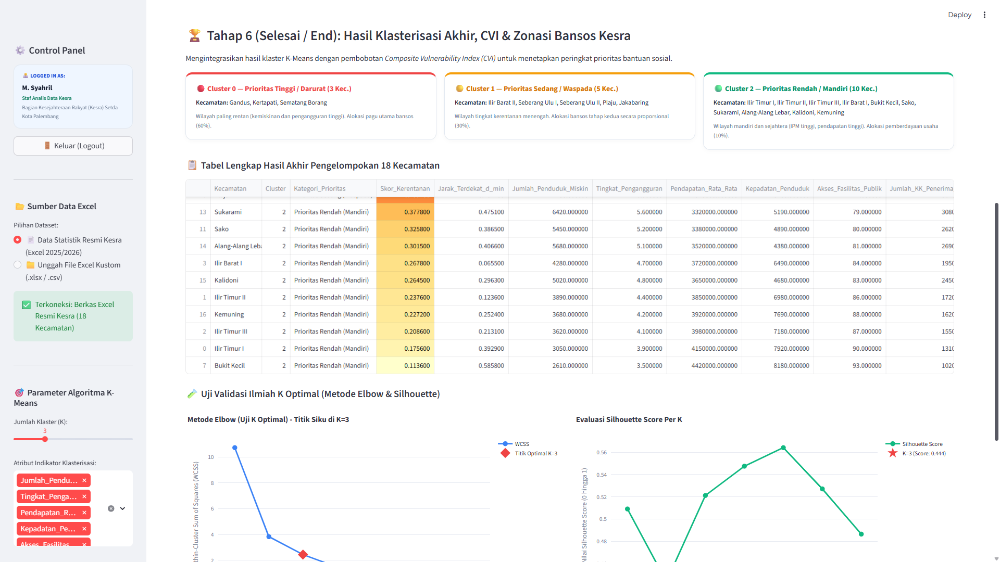 Deploy
Control Panel
LOGGED IN AS:
M. Syahril
Staf Analis Data Kesra
Bagian Kesejahteraan Rakyat (Kesra) Setda
Kota Palembang
Keluar (Logout)
Sumber Data Excel
Pilihan Dataset:
Data Statistik Resmi Kesra
(Excel 2025/2026)
Unggah File Excel Kustom
(.xlsx / .csv)
Terkoneksi: Berkas Excel
Resmi Kesra (18
Kecamatan)
Parameter Algoritma K-
Means
Jumlah Klaster (K):
3
Atribut Indikator Klasterisasi:
Jumlah_Pendu... ×
Tingkat_Penga... ×
Pendapatan_R... ×
Kepadatan_Pe... ×
Akses_Fasilitas ×
Tahap 6 (Selesai / End): Hasil Klasterisasi Akhir, CVI & Zonasi Bansos Kesra
Mengintegrasikan hasil klaster K-Means dengan pembobotan Composite Vulnerability Index (CVI) untuk menetapkan peringkat prioritas bantuan sosial.
Cluster 0 — Prioritas Tinggi / Darurat (3 Kec.)
Kecamatan: Gandus, Kertapati, Sematang Borang
Wilayah paling rentan (kemiskinan dan pengangguran tinggi). Alokasi pagu utama bansos
(60%).
Cluster 1 — Prioritas Sedang / Waspada (5 Kec.)
Kecamatan: Ilir Barat II, Seberang Ulu I, Seberang Ulu II, Plaju, Jakabaring
Wilayah tingkat kerentanan menengah. Alokasi bansos tahap kedua secara proporsional
(30%).
Cluster 2 — Prioritas Rendah / Mandiri (10 Kec.)
Kecamatan: Ilir Timur I, Ilir Timur II, Ilir Timur III, Ilir Barat I, Bukit Kecil, Sako,
Sukarami, Alang-Alang Lebar, Kalidoni, Kemuning
Wilayah mandiri dan sejahtera (IPM tinggi, pendapatan tinggi). Alokasi pemberdayaan usaha
(10%).
Tabel Lengkap Hasil Akhir Pengelompokan 18 Kecamatan
Kecamatan Cluster Kategori_Prioritas Skor_Kerentanan Jarak_Terdekat_d_min Jumlah_Penduduk_Miskin Tingkat_Pengangguran Pendapatan_Rata_Rata Kepadatan_Penduduk Akses_Fasilitas_Publik Jumlah_KK_Penerima
13 Sukarami 2 Prioritas Rendah (Mandiri) 0.377800 0.475100 6420.000000 5.600000 3320000.000000 5190.000000 79.000000 3080
11 Sako 2 Prioritas Rendah (Mandiri) 0.325800 0.386500 5450.000000 5.200000 3380000.000000 4890.000000 80.000000 2620
14 Alang-Alang Leba 2 Prioritas Rendah (Mandiri) 0.301500 0.406600 5680.000000 5.100000 3520000.000000 4380.000000 81.000000 2690
3 Ilir Barat I 2 Prioritas Rendah (Mandiri) 0.267800 0.065500 4280.000000 4.700000 3720000.000000 6490.000000 84.000000 1950
15 Kalidoni 2 Prioritas Rendah (Mandiri) 0.264500 0.296300 5020.000000 4.800000 3650000.000000 4680.000000 83.000000 2450
1 Ilir Timur II 2 Prioritas Rendah (Mandiri) 0.237600 0.123600 3890.000000 4.400000 3850000.000000 6980.000000 86.000000 1720
16 Kemuning 2 Prioritas Rendah (Mandiri) 0.227200 0.252400 3680.000000 4.200000 3920000.000000 7690.000000 88.000000 1620
2 Ilir Timur III 2 Prioritas Rendah (Mandiri) 0.208600 0.213100 3620.000000 4.100000 3980000.000000 7180.000000 87.000000 1550
0 Ilir Timur I 2 Prioritas Rendah (Mandiri) 0.175600 0.392900 3050.000000 3.900000 4150000.000000 7920.000000 90.000000 1310
7 Bukit Kecil 2 Prioritas Rendah (Mandiri) 0.113600 0.585800 2610.000000 3.500000 4420000.000000 8180.000000 93.000000 1020
Uji Validasi Ilmiah K Optimal (Metode Elbow & Silhouette)
Metode Elbow (Uji K Optimal) - Titik Siku di K=3
WCSS
Titik Optimal K=3
10
8
6
4
2
thin-Cluster Sum of Squares (WCSS)
Evaluasi Silhouette Score Per K
Silhouette Score
K=3 (Score: 0.444)
0.56
0.54
0.52
0.5
0.48
Nilai Silhouette Score (0 hingga 1)